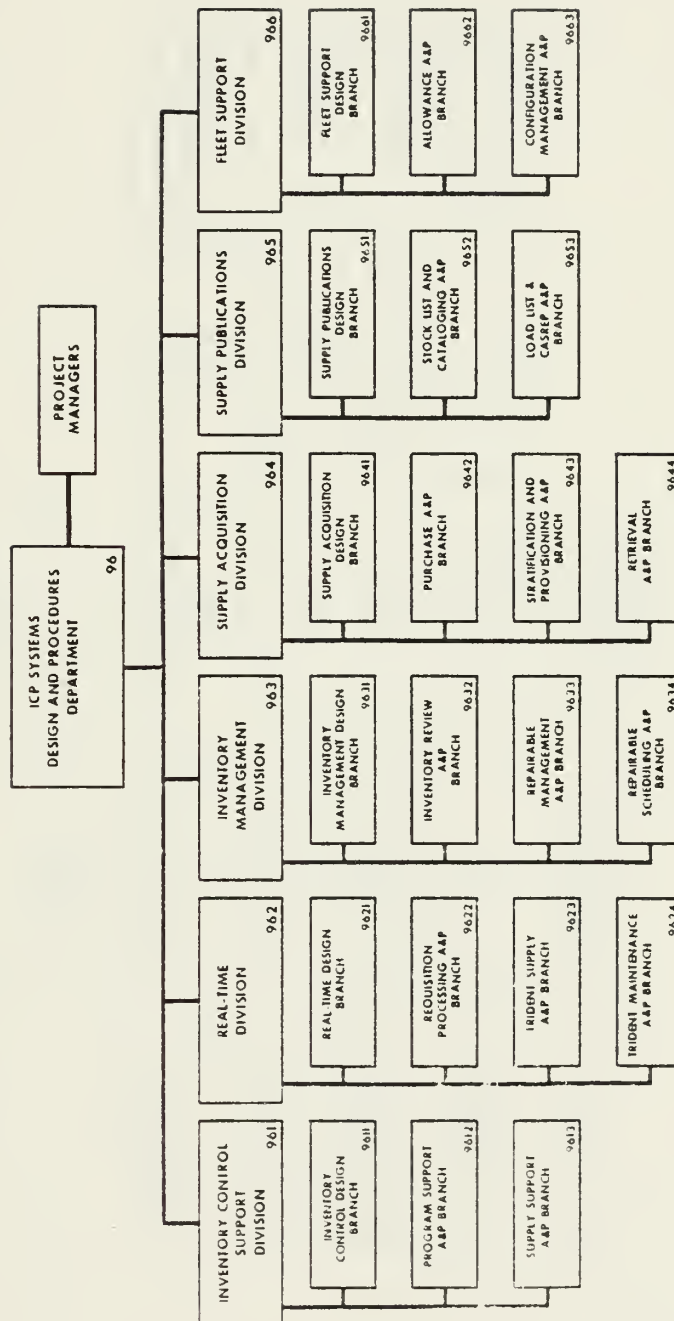 ICP SYSTEMS
DESIGN AND PROCEDURES
DEPARTMENT
96
PROJECT
MANAGERS
INVENTORY CONTROL
SUPPORT
DIVISION
961
REAL-TIME
DIVISION
962
INVENTORY
MANAGEMENT
DIVISION
963
SUPPLY ACQUISITION
DIVISION
964
SUPPLY PUBLICATIONS
DIVISION
965
FLEET SUPPORT
DIVISION
966
INVENTORY
CONTROL DESIGN
BRANCH
9611
REAL-TIME DESIGN
BRANCH
9621
INVENTORY
MANAGEMENT DESIGN
BRANCH
9631
SUPPLY ACQUISITION
DESIGN
BRANCH
9641
SUPPLY PUBLICATIONS
DESIGN
BRANCH
9651
FLEET SUPPORT
DESIGN
BRANCH
9661
PROGRAM SUPPORT
A&P BRANCH
9612
REQUISITION
PROCESSING A&P
BRANCH
9622
INVENTORY REVIEW
A&P
BRANCH
9632
PURCHASE A&P
BRANCH
9642
STOCK LIST AND
CATALOGING A&P
BRANCH
9652
ALLOWANCE A&P
BRANCH
9662
SUPPLY SUPPORT
A&P BRANCH
9613
TRIDENT SUPPLY
A&P BRANCH
9623
REPAIRABLE
MANAGEMENT
A&P BRANCH
9633
STRATIFICATION AND
PROVISIONING A&P
BRANCH
9643
LOAD LIST &
CASREP A&P
BRANCH
9653
CONFIGURATION
MANAGEMENT A&P
BRANCH
9663
TRIDENT MAINTENANCE
A&P BRANCH
9624
REPAIRABLE
SCHEDULING A&P
BRANCH
9634
RETRIEVAL
A&P BRANCH
9644